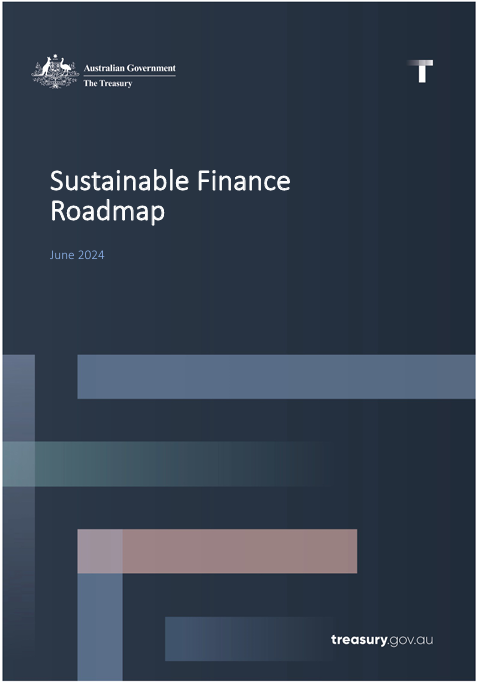 Australian Government
The Treasury
T
Sustainable Finance
Roadmap
June 2024
treasury.gov.au